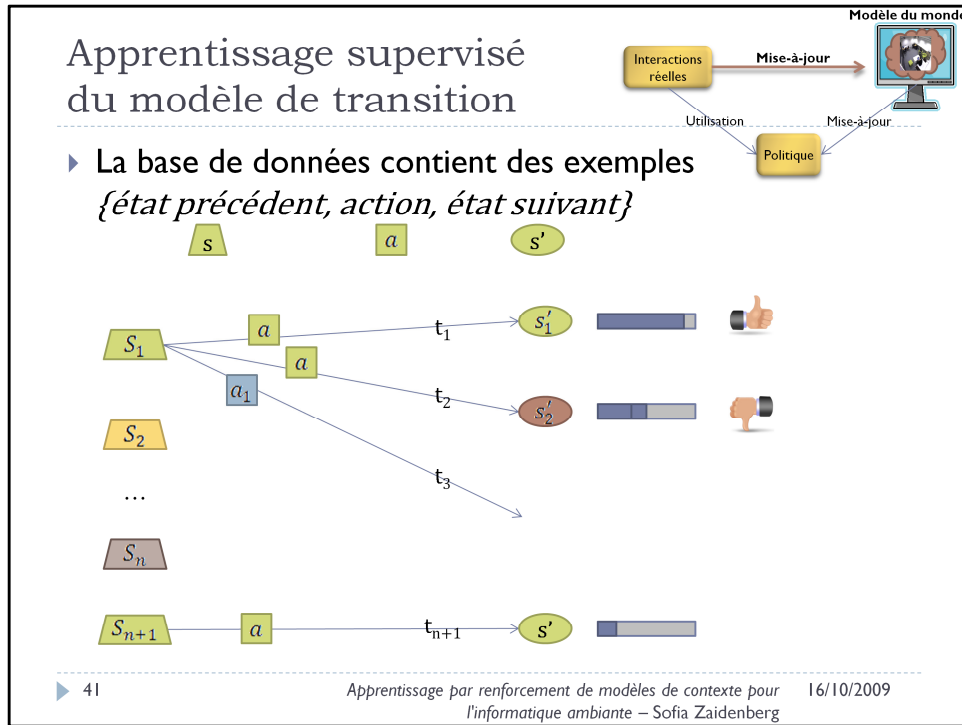 Modèle du monde
Apprentissage supervisé
du modèle de transition
Interactions
réelles
Mise-à-jour
Utilisation
Mise-à-jour
Politique
La base de données contient des exemples
{état précédent, action, état suivant}
s
a
s'
S₁
a
t₁
s₁′
a
t₂
s₂′
a₁
t₃
S₂
...
Sₙ
Sₙ₊₁
a
tₙ₊₁
s'
41
Apprentissage par renforcement de modèles de contexte pour
l'informatique ambiante – Sofia Zaidenberg
16/10/2009